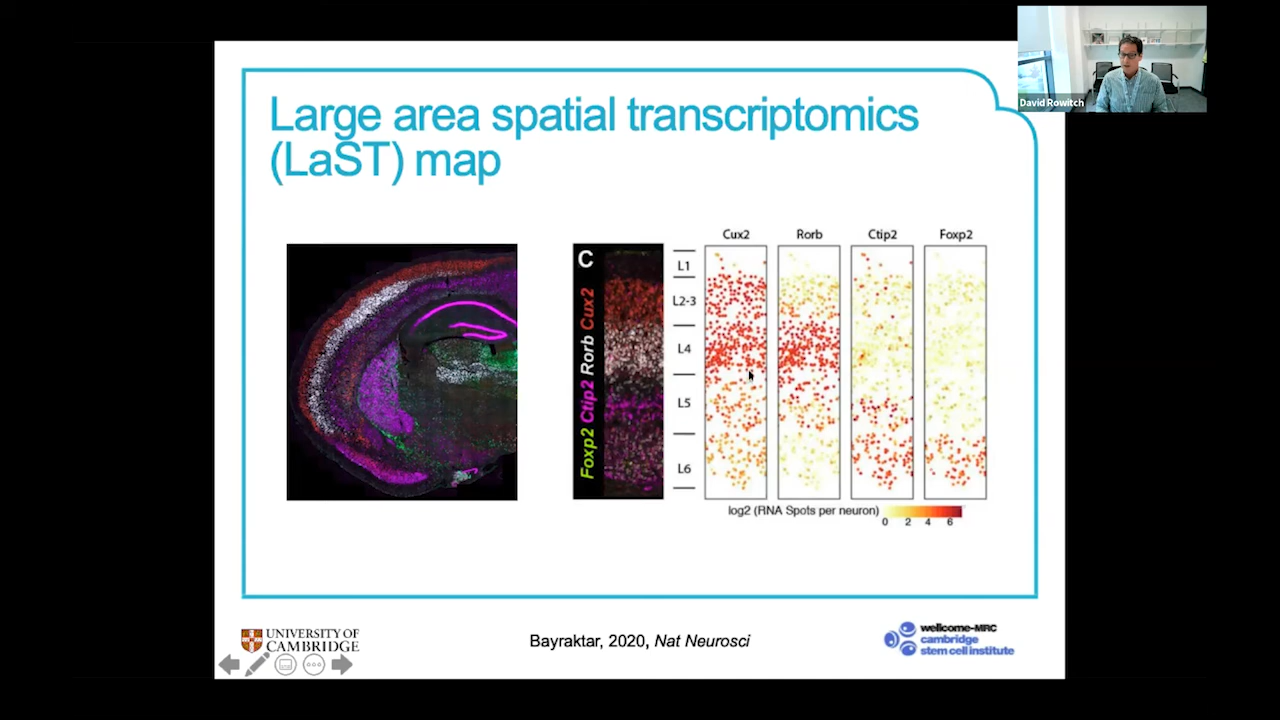 David Rowitch
Large area spatial transcriptomics
(LaST) map
C
Foxp2 Ctip2 Rorb Cux2
L1
L2-3
L4
L5
L6
Cux2
Rorb
Ctip2
Foxp2
log2 (RNA Spots per neuron)
0 2 4 6
UNIVERSITY OF
CAMBRIDGE
Bayraktar, 2020, Nat Neurosci
wellcome-MRC
cambridge
stem cell institute